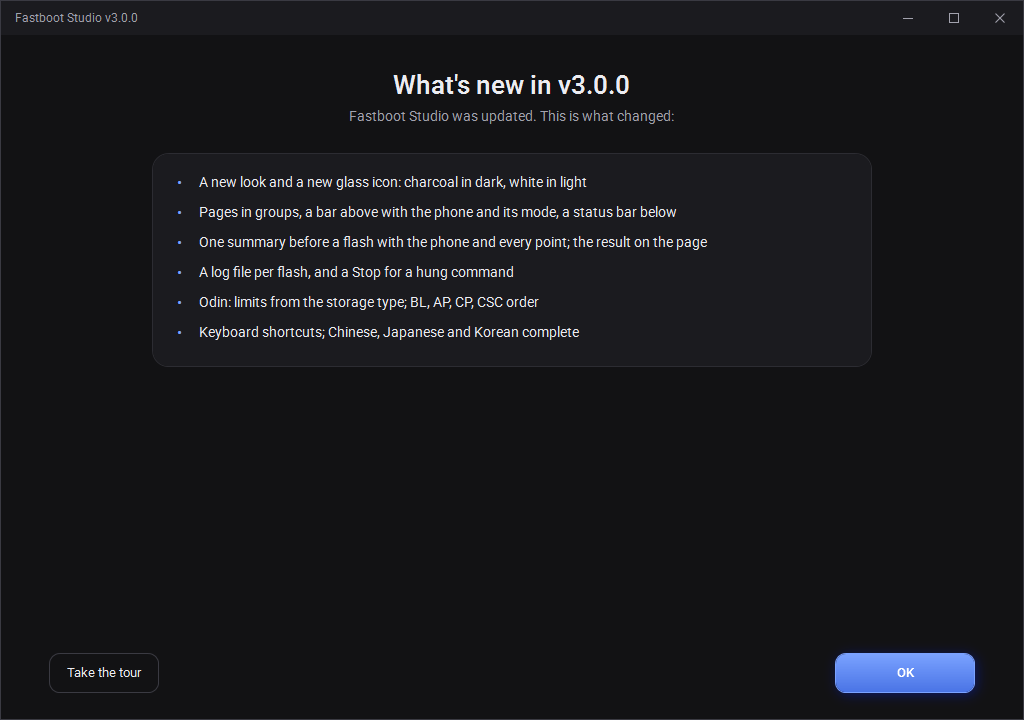 Fastboot Studio v3.0.0
What's new in v3.0.0
Fastboot Studio was updated. This is what changed:
• A new look and a new glass icon: charcoal in dark, white in light
• Pages in groups, a bar above with the phone and its mode, a status bar below
• One summary before a flash with the phone and every point; the result on the page
• A log file per flash, and a Stop for a hung command
• Odin: limits from the storage type; BL, AP, CP, CSC order
• Keyboard shortcuts; Chinese, Japanese and Korean complete
Take the tour
OK